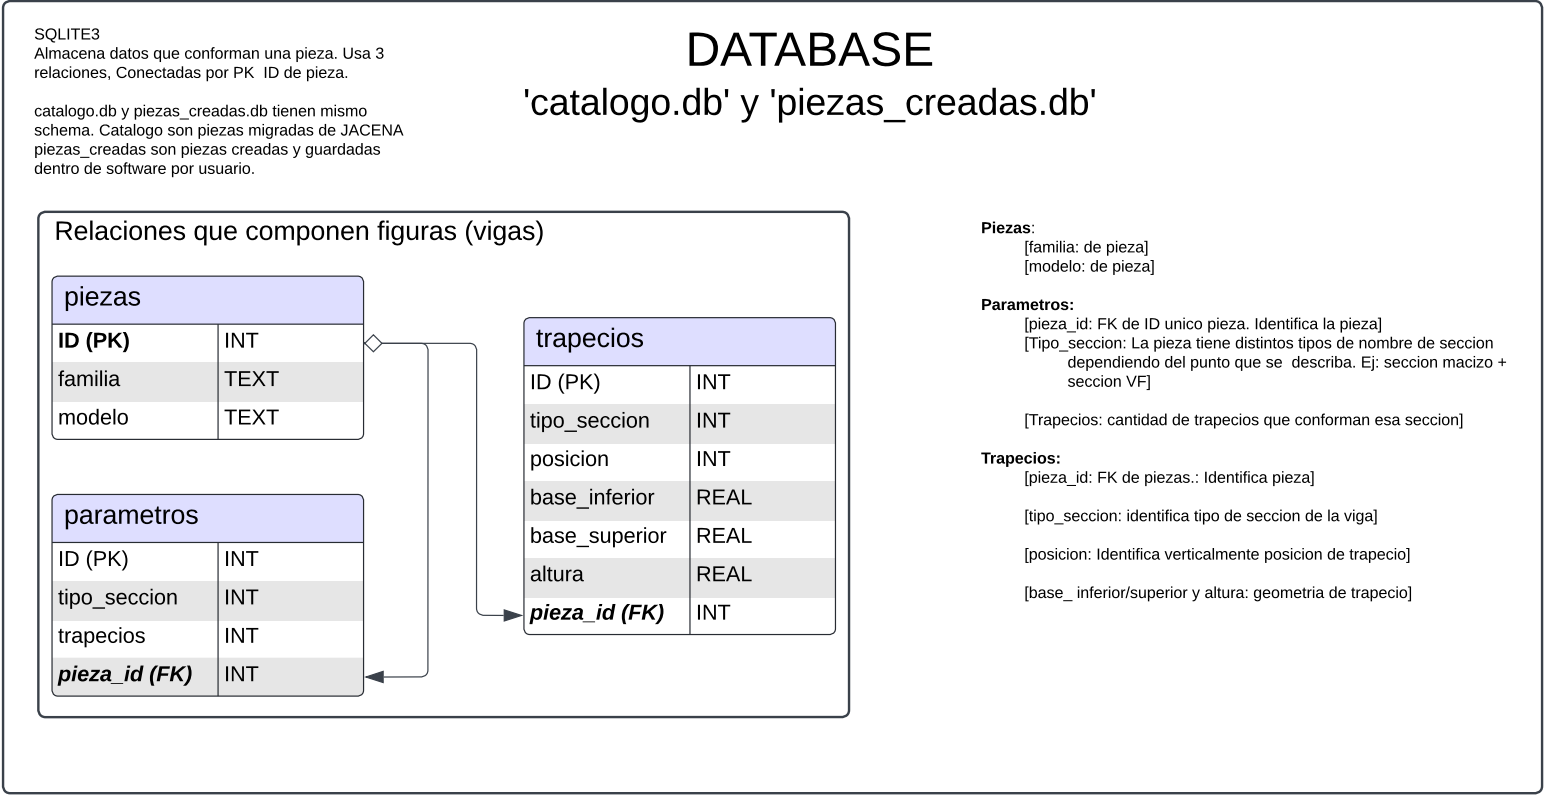 SQLITE3
Almacena datos que conforman una pieza. Usa 3
relaciones, Conectadas por PK  ID de pieza.
catalogo.db y piezas_creadas.db tienen mismo
schema. Catalogo son piezas migradas de JACENA
piezas_creadas son piezas creadas y guardadas
dentro de software por usuario.
DATABASE
'catalogo.db' y 'piezas_creadas.db'
Relaciones que componen figuras (vigas)
piezas
ID (PK) INT
familia TEXT
modelo TEXT
parametros
ID (PK) INT
tipo_seccion INT
trapecios INT
pieza_id (FK) INT
trapecios
ID (PK) INT
tipo_seccion INT
posicion INT
base_inferior REAL
base_superior REAL
altura REAL
pieza_id (FK) INT
Piezas:
[familia: de pieza]
[modelo: de pieza]
Parametros:
[pieza_id: FK de ID unico pieza. Identifica la pieza]
[Tipo_seccion: La pieza tiene distintos tipos de nombre de seccion
dependiendo del punto que se  describa. Ej: seccion macizo +
seccion VF]
[Trapecios: cantidad de trapecios que conforman esa seccion]
Trapecios:
[pieza_id: FK de piezas.: Identifica pieza]
[tipo_seccion: identifica tipo de seccion de la viga]
[posicion: Identifica verticalmente posicion de trapecio]
[base_ inferior/superior y altura: geometria de trapecio]